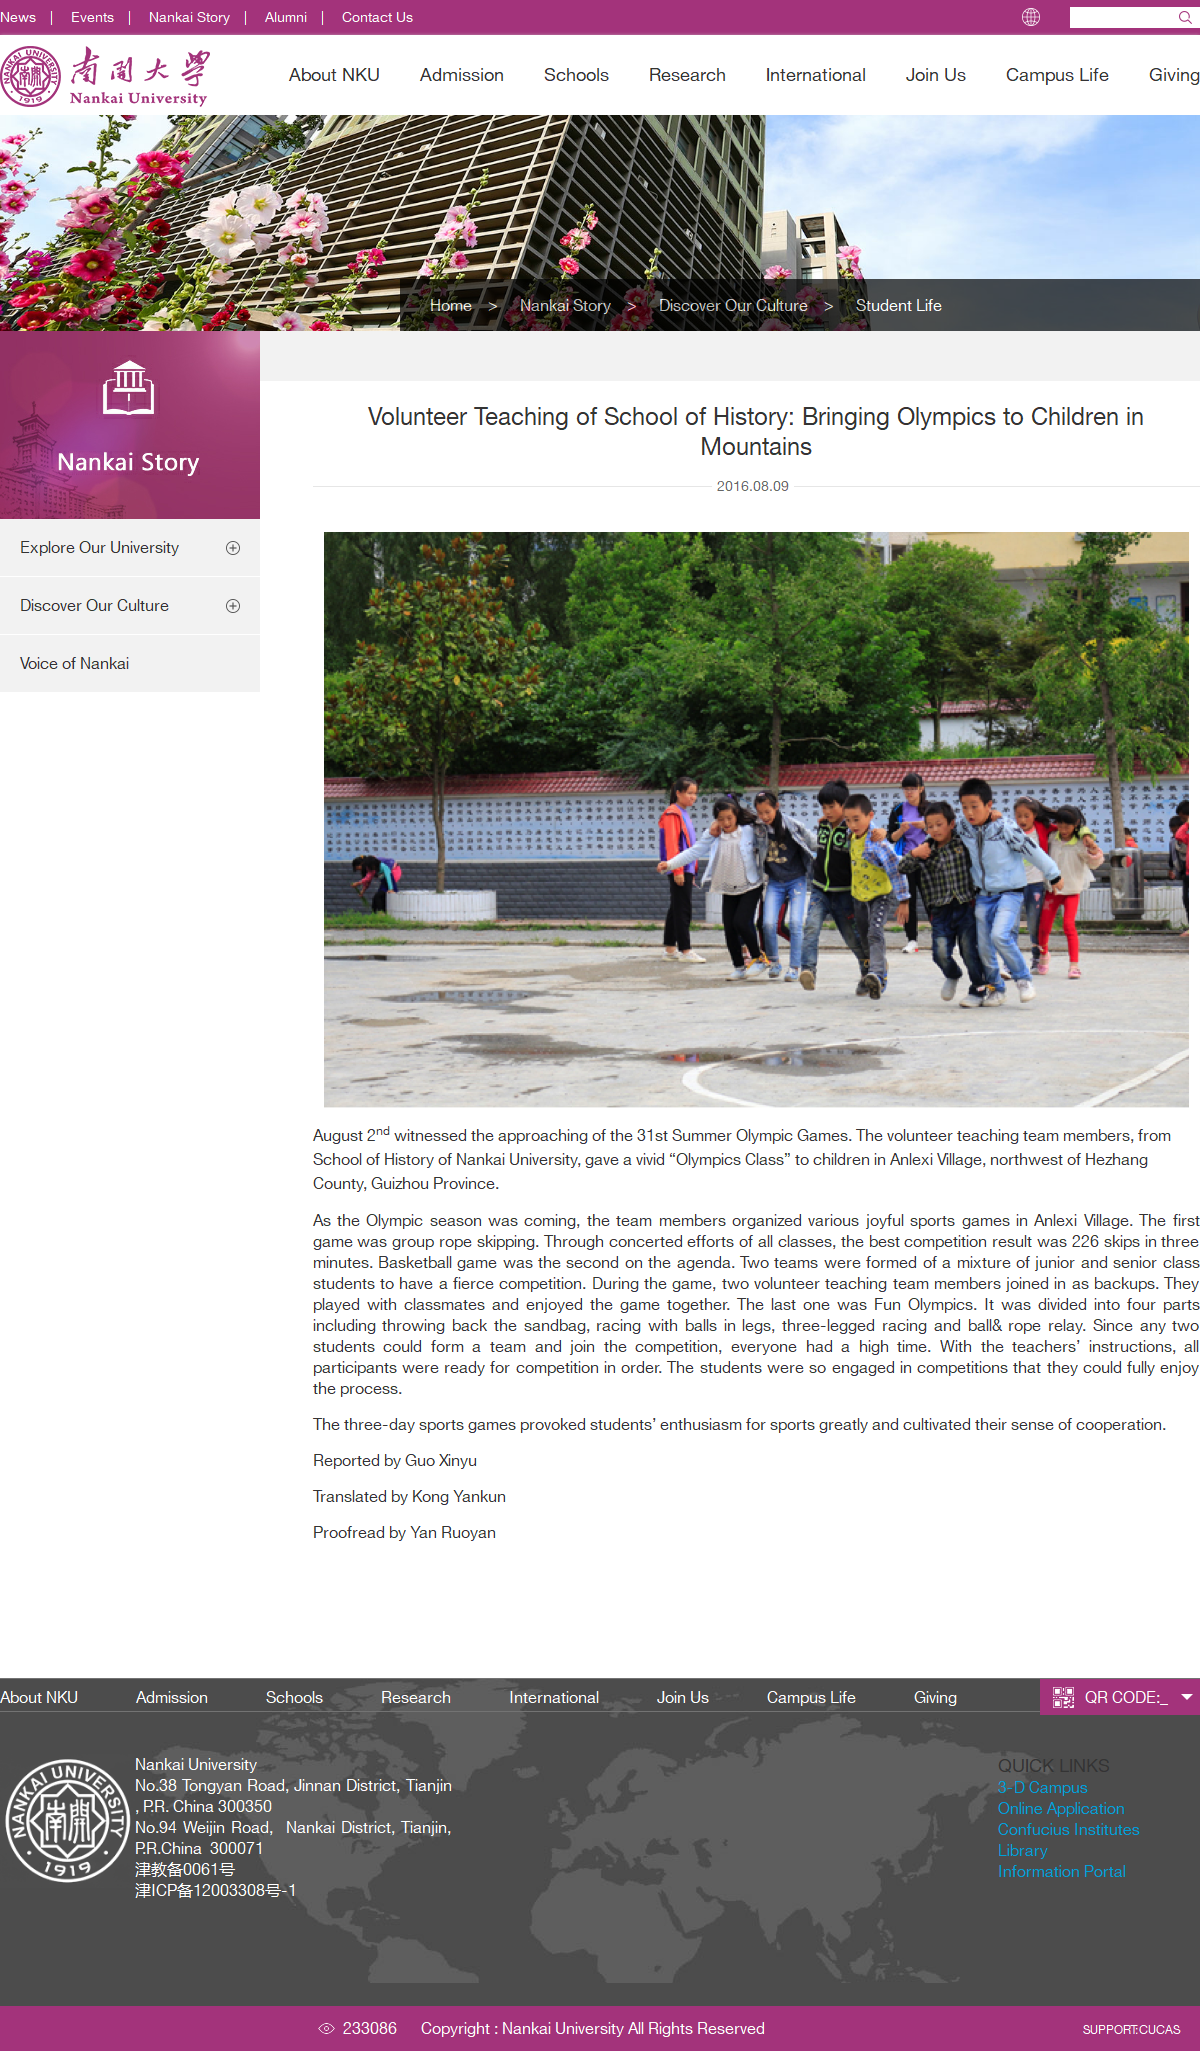 News | Events | Nankai Story | Alumni | Contact Us
NANKAI UNIVERSITY
南開
1919
南開大學
Nankai University
About NKU Admission Schools Research International Join Us Campus Life Giving
Home > Nankai Story > Discover Our Culture > Student Life
Nankai Story
Explore Our University
Discover Our Culture
Voice of Nankai
Volunteer Teaching of School of History: Bringing Olympics to Children in
Mountains
2016.08.09
August 2nd witnessed the approaching of the 31st Summer Olympic Games. The volunteer teaching team members, from
School of History of Nankai University, gave a vivid “Olympics Class” to children in Anlexi Village, northwest of Hezhang
County, Guizhou Province.
As the Olympic season was coming, the team members organized various joyful sports games in Anlexi Village. The first
game was group rope skipping. Through concerted efforts of all classes, the best competition result was 226 skips in three
minutes. Basketball game was the second on the agenda. Two teams were formed of a mixture of junior and senior class
students to have a fierce competition. During the game, two volunteer teaching team members joined in as backups. They
played with classmates and enjoyed the game together. The last one was Fun Olympics. It was divided into four parts
including throwing back the sandbag, racing with balls in legs, three-legged racing and ball& rope relay. Since any two
students could form a team and join the competition, everyone had a high time. With the teachers’ instructions, all
participants were ready for competition in order. The students were so engaged in competitions that they could fully enjoy
the process.
The three-day sports games provoked students’ enthusiasm for sports greatly and cultivated their sense of cooperation.
Reported by Guo Xinyu
Translated by Kong Yankun
Proofread by Yan Ruoyan
About NKU Admission Schools Research International Join Us Campus Life Giving QR CODE:_
NANKAI UNIVERSITY
南開
1919
Nankai University
No.38 Tongyan Road, Jinnan District, Tianjin
, P.R. China 300350
No.94 Weijin Road, Nankai District, Tianjin,
P.R.China 300071
津教备0061号
津ICP备12003308号-1
QUICK LINKS
3-D Campus
Online Application
Confucius Institutes
Library
Information Portal
233086 Copyright : Nankai University All Rights Reserved
SUPPORT:CUCAS